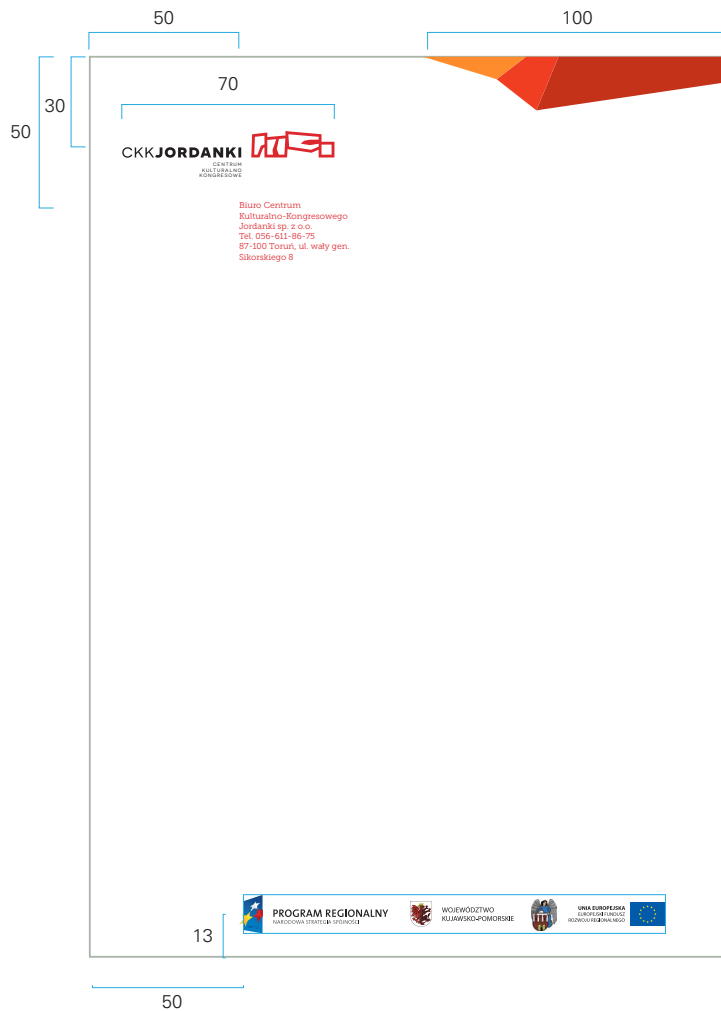 50
100
50
30
70
CKKJORDANKI
CENTRUM
KULTURALNO
KONGRESOWE
Biuro Centrum
Kulturalno-Kongresowego
Jordanki sp. z o.o.
Tel. 056-611-86-75
87-100 Toruń, ul. wały gen.
Sikorskiego 8
13
PROGRAM REGIONALNY
NARODOWA STRATEGIA SPÓJNOŚCI
WOJEWÓDZTWO
KUJAWSKO-POMORSKIE
UNIA EUROPEJSKA
EUROPEJSKI FUNDUSZ
ROZWOJU REGIONALNEGO
50